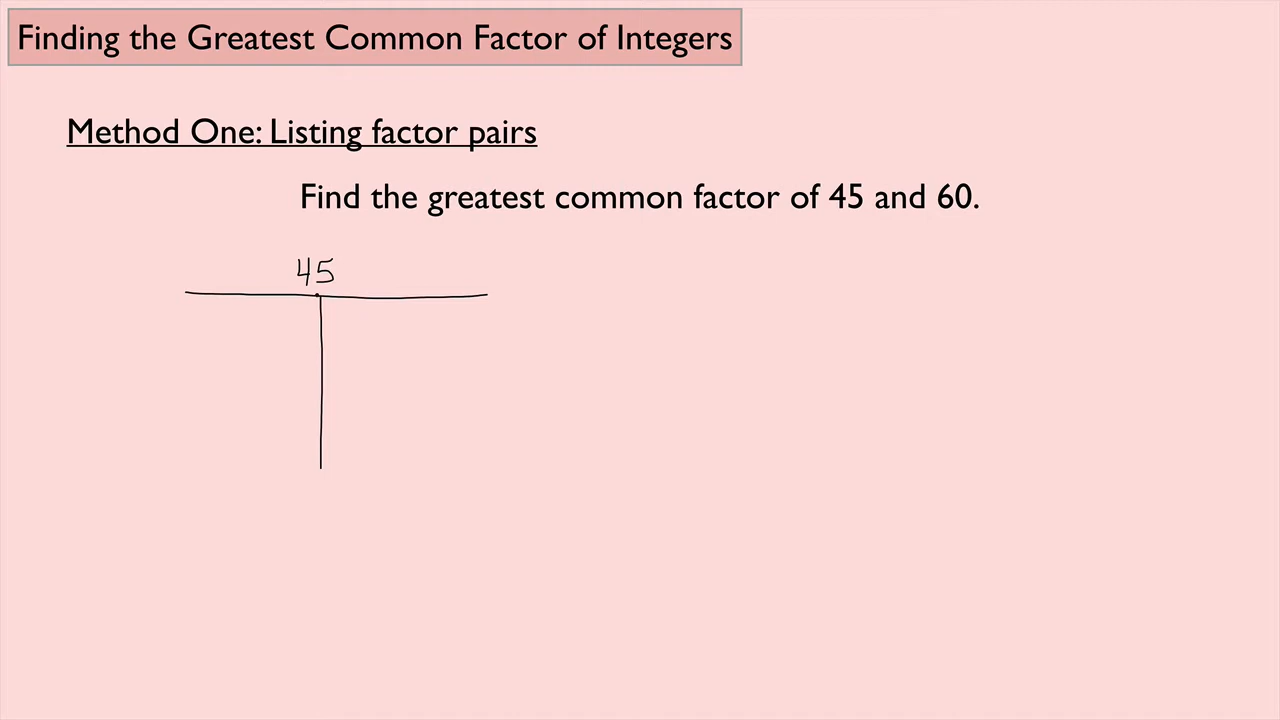 Finding the Greatest Common Factor of Integers
Method One: Listing factor pairs
Find the greatest common factor of 45 and 60.
45